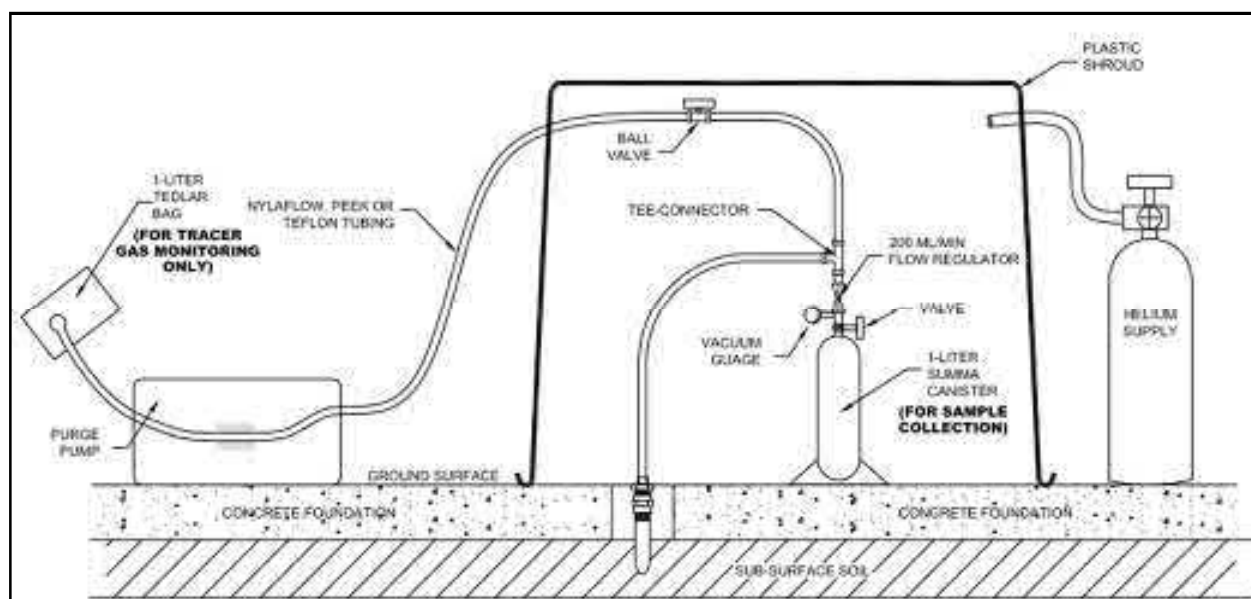 PLASTIC
SHROUD
BALL
VALVE
1-LITER
TEDLAR
BAG
(FOR TRACER
GAS MONITORING
ONLY)
NYLAFLOW, PEEK OR
TEFLON TUBING
TEE-CONNECTOR
200 ML/MIN
FLOW REGULATOR
VALVE
VACUUM
GUAGE
HELIUM
SUPPLY
1-LITER
SUMMA
CANISTER
(FOR SAMPLE
COLLECTION)
PURGE
PUMP
GROUND SURFACE
CONCRETE FOUNDATION
CONCRETE FOUNDATION
SUB-SURFACE SOIL